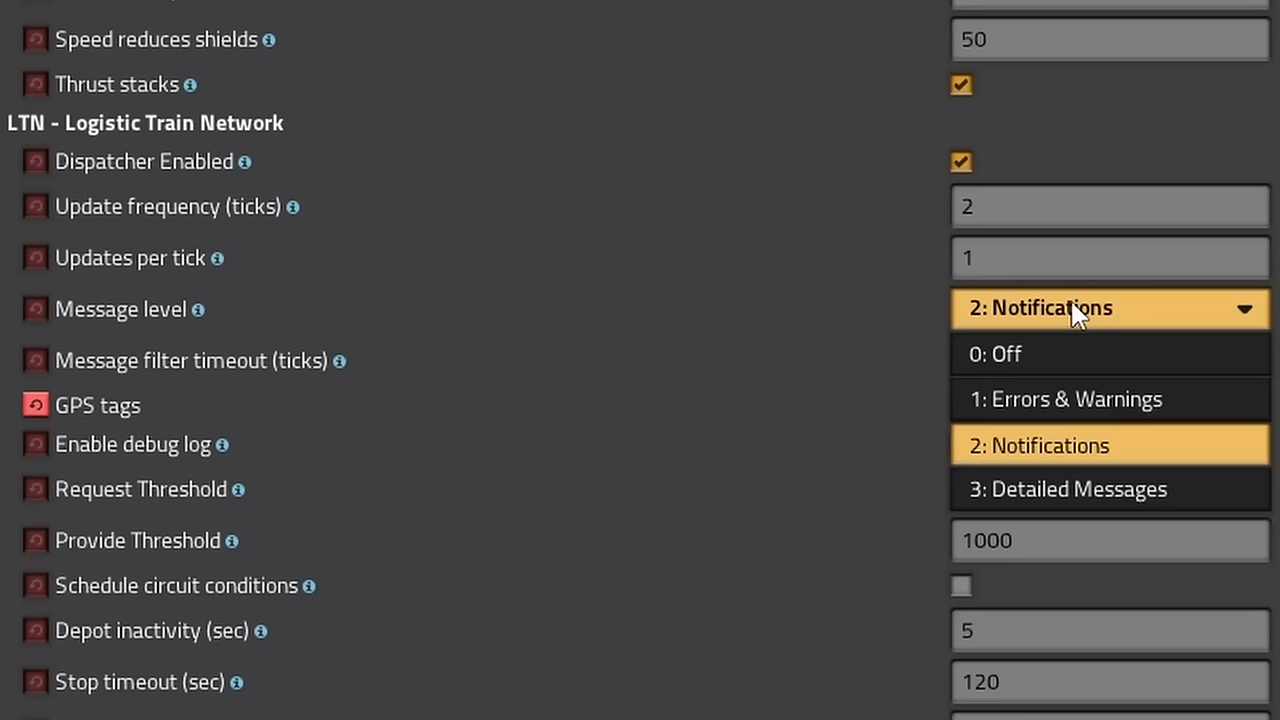 Speed reduces shields 50
Thrust stacks
LTN - Logistic Train Network
Dispatcher Enabled
Update frequency (ticks) 2
Updates per tick 1
Message level 2: Notifications
0: Off
Message filter timeout (ticks)
1: Errors & Warnings
GPS tags
Enable debug log 2: Notifications
Request Threshold 3: Detailed Messages
Provide Threshold 1000
Schedule circuit conditions
Depot inactivity (sec) 5
Stop timeout (sec) 120